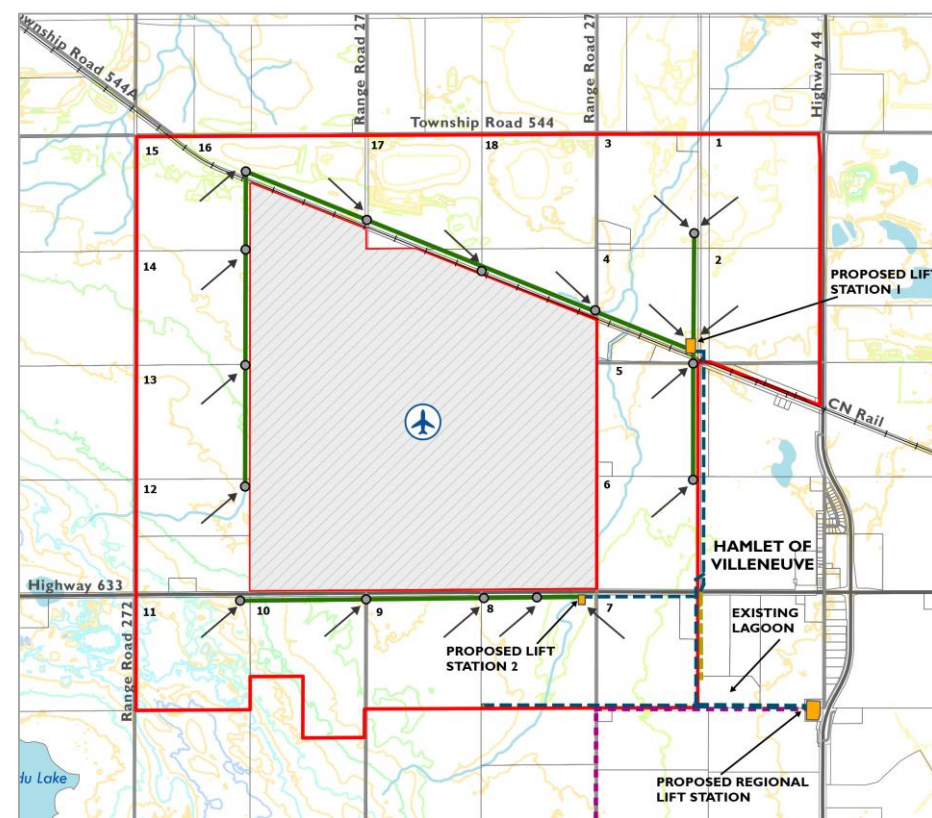 Township Road 544A
Range Road 27
Range Road 27
Highway 44
Township Road 544
15
16
17
18
3
1
14
4
2
PROPOSED LIFT
STATION 1
13
5
CN Rail
12
6
HAMLET OF
VILLENEUVE
Highway 633
11
10
9
8
7
EXISTING
LAGOON
Range Road 272
PROPOSED LIFT
STATION 2
du Lake
PROPOSED REGIONAL
LIFT STATION